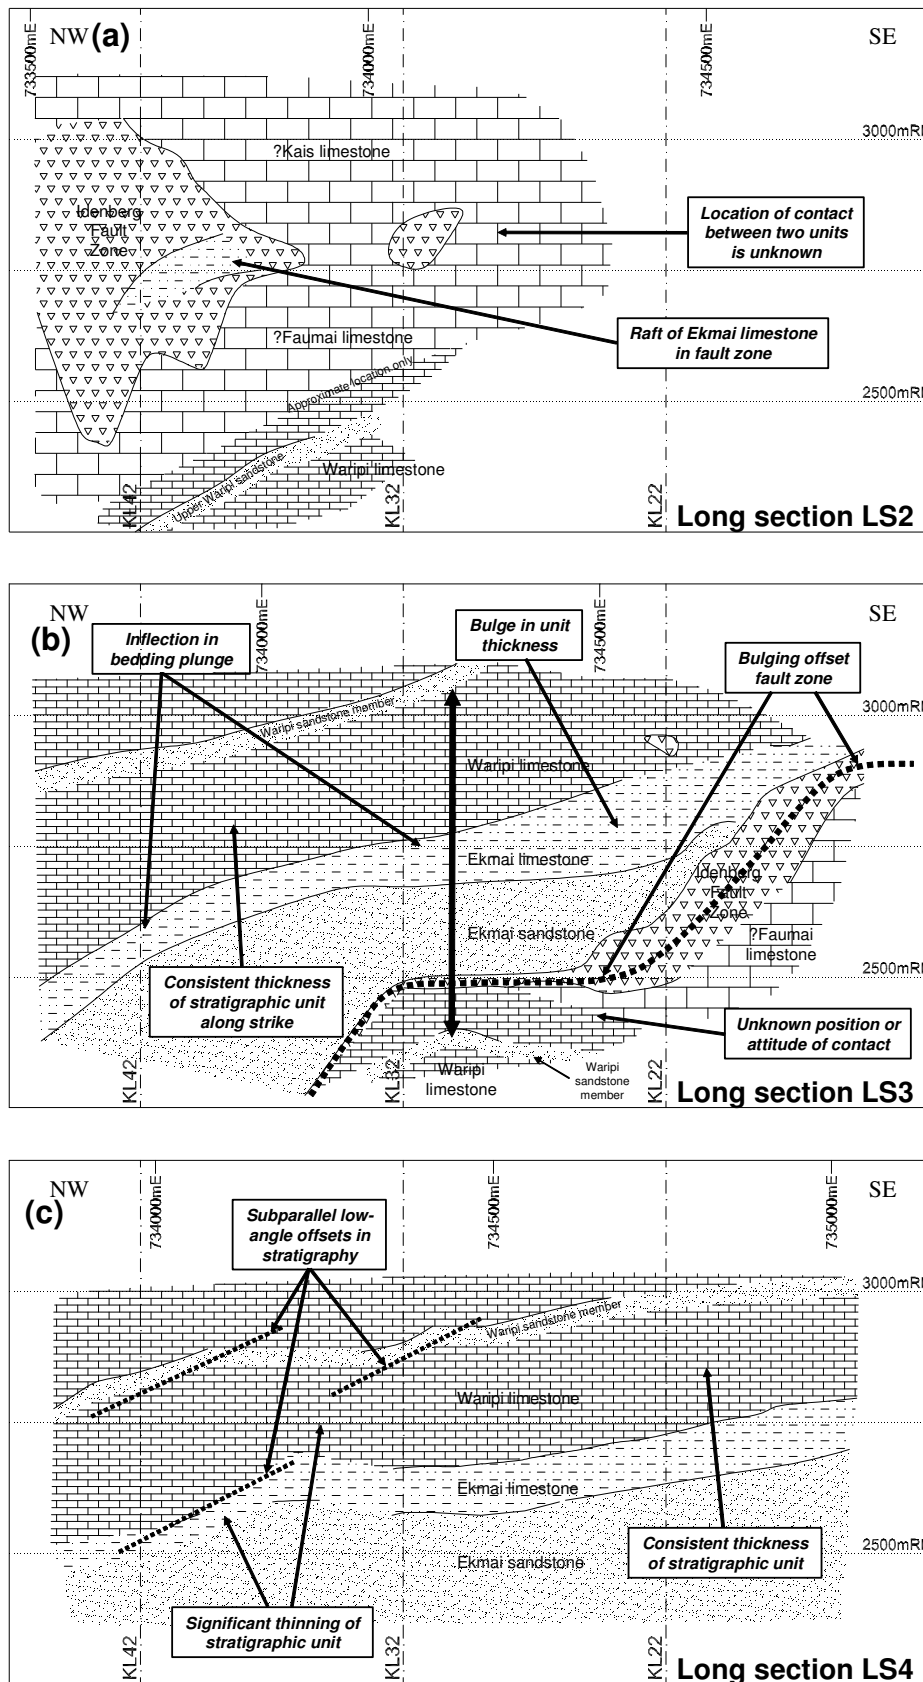 NW (a)
SE
733500mE
734000mE
734500mE
3000mRL
?Kais limestone
Idenberg
Fault
Zone
Location of contact
between two units
is unknown
Raft of Ekmai limestone
in fault zone
?Faumai limestone
Approximate location only
2500mRL
Upper Waripi sandstone
Waripi limestone
KL42
KL32
KL22
Long section LS2
NW
SE
(b)
734000mE
734500mE
Inflection in
bedding plunge
Bulge in unit
thickness
Bulging offset
fault zone
3000mRL
Waripi sandstone member
Waripi limestone
Ekmai limestone
Idenberg
Fault
Zone
Ekmai sandstone
?Faumai
limestone
2500mRL
Consistent thickness
of stratigraphic unit
along strike
Unknown position or
attitude of contact
Waripi
limestone
Waripi
sandstone
member
KL42
KL32
KL22
Long section LS3
NW
SE
(c)
734000mE
734500mE
735000mE
Subparallel low-
angle offsets in
stratigraphy
3000mRL
Waripi sandstone member
Waripi limestone
Ekmai limestone
2500mRL
Ekmai sandstone
Consistent thickness
of stratigraphic unit
Significant thinning of
stratigraphic unit
KL42
KL32
KL22
Long section LS4